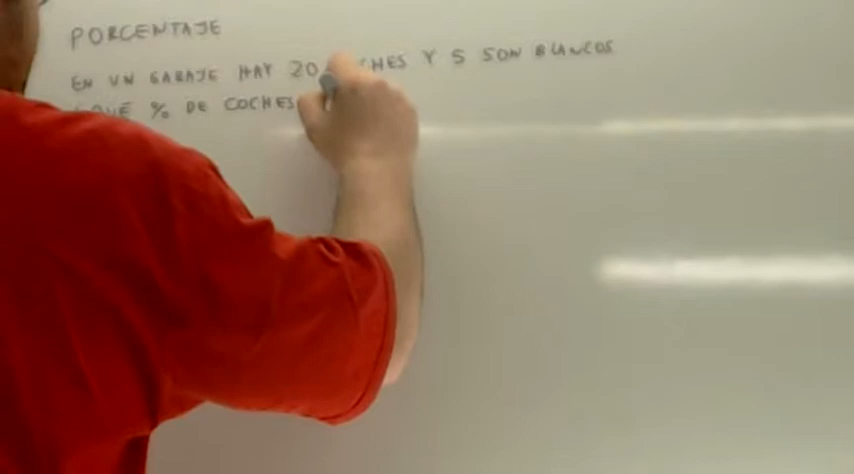 PORCENTAJE
EN UN GARAJE HAY 20 CHES Y 5 SON BLANCOS
QUE % DE COCHES